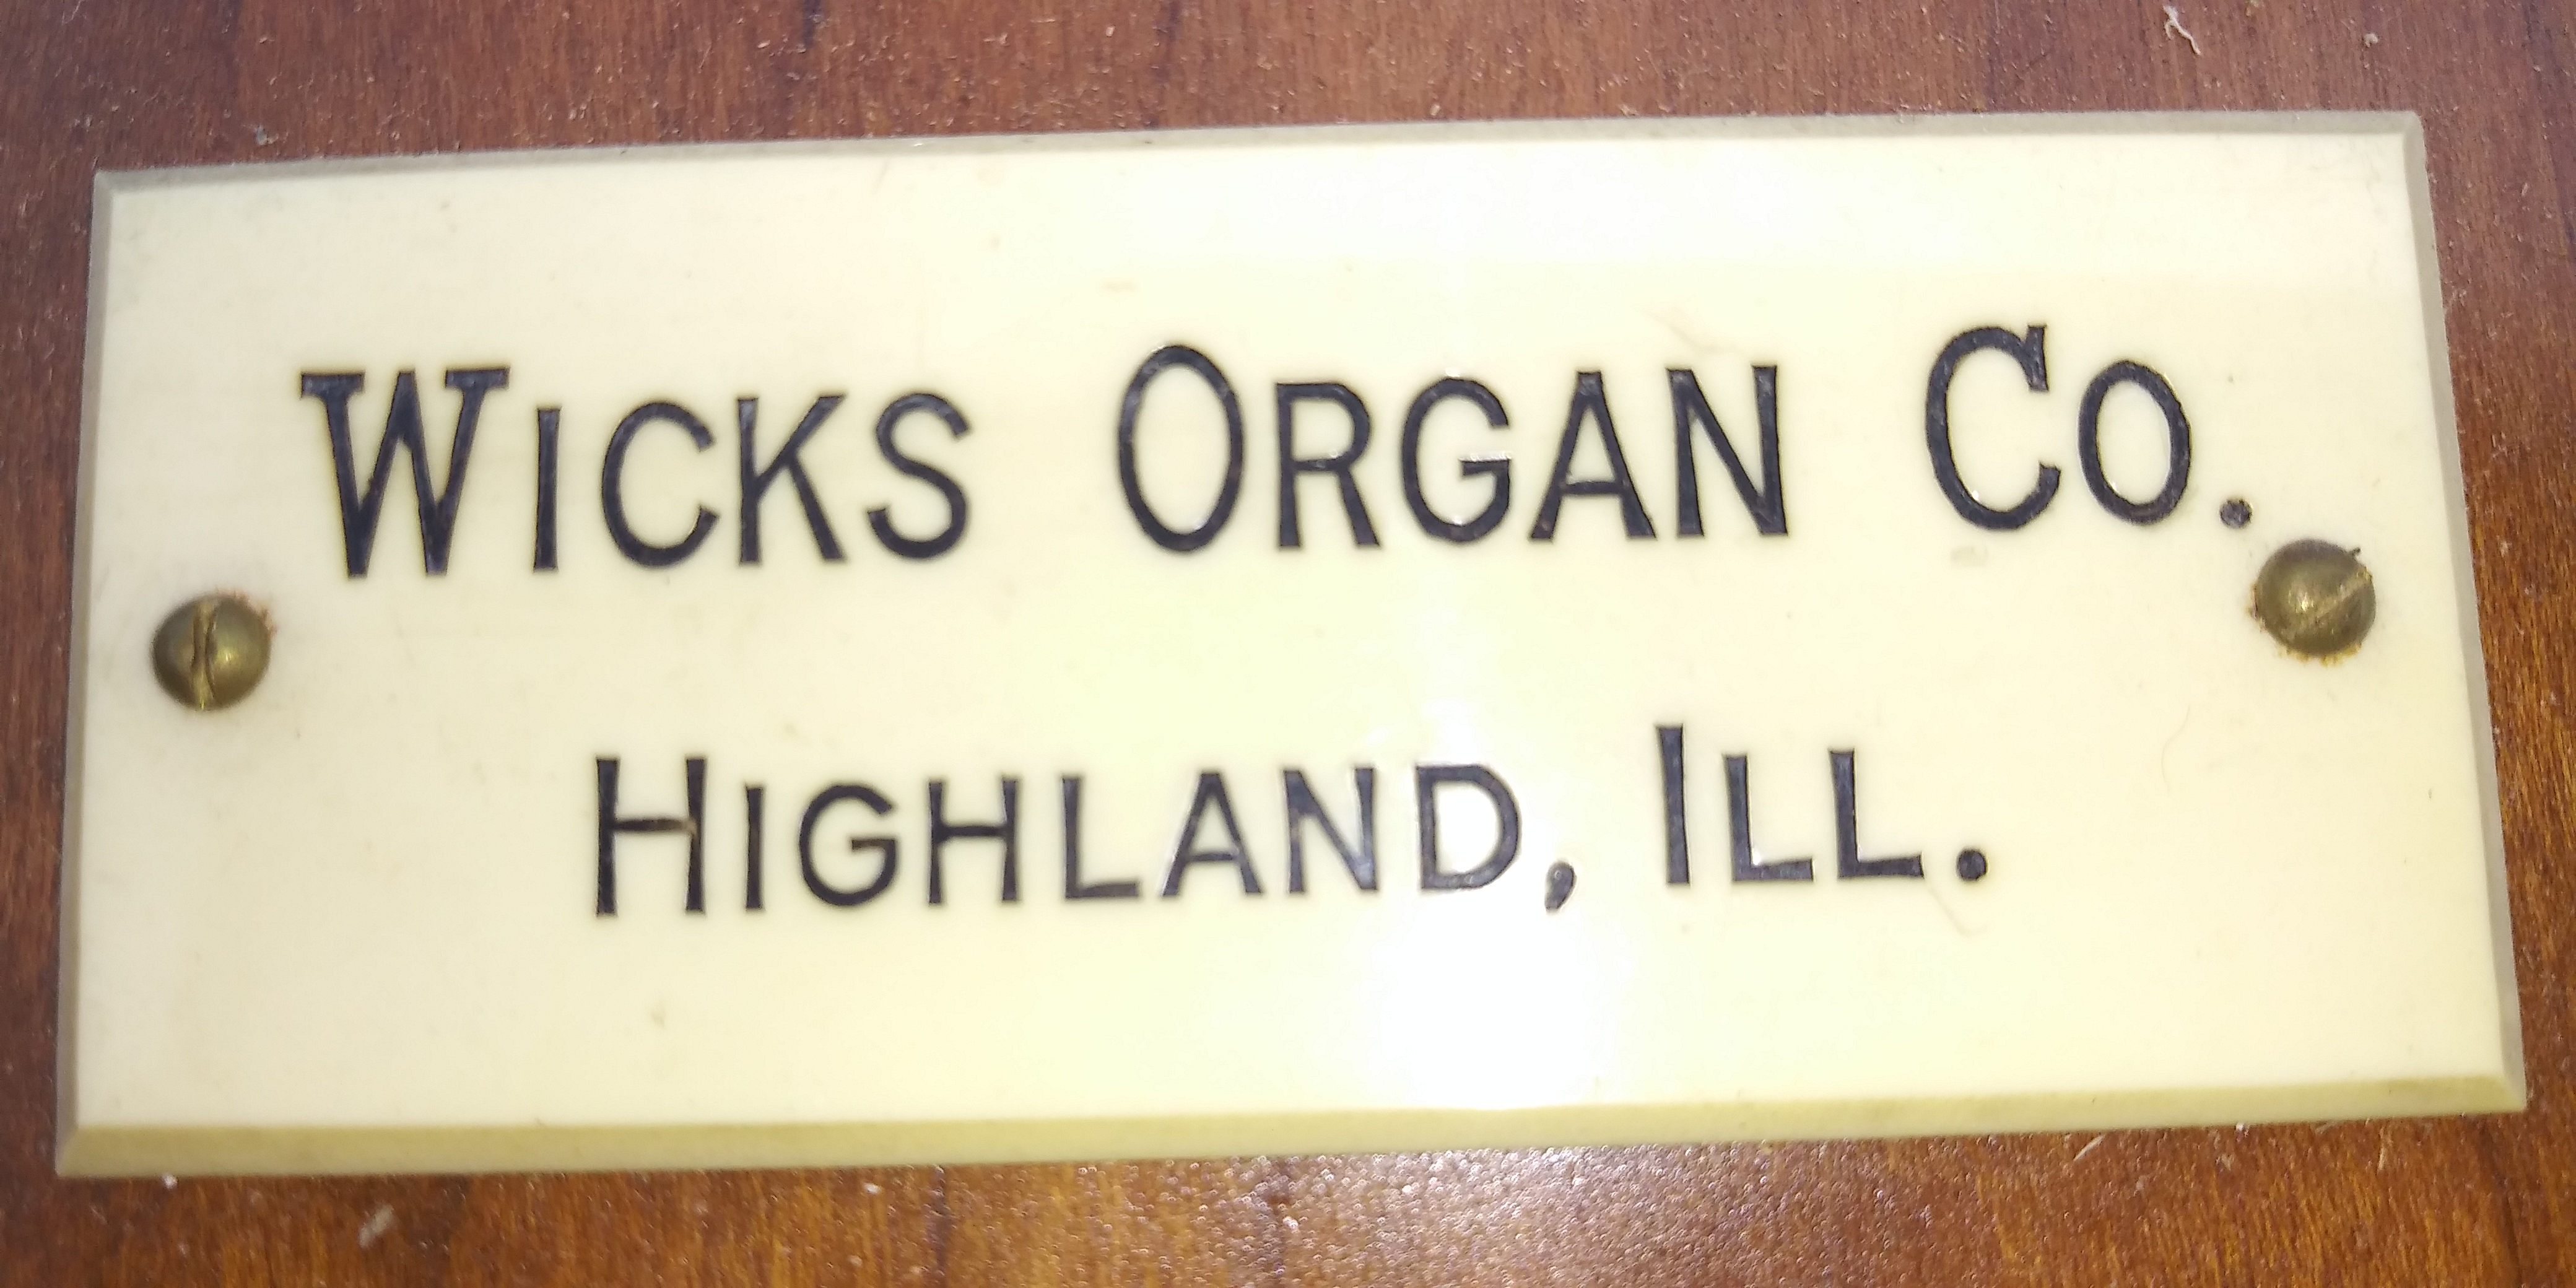 WICKS ORGAN CO.
HIGHLAND, ILL.